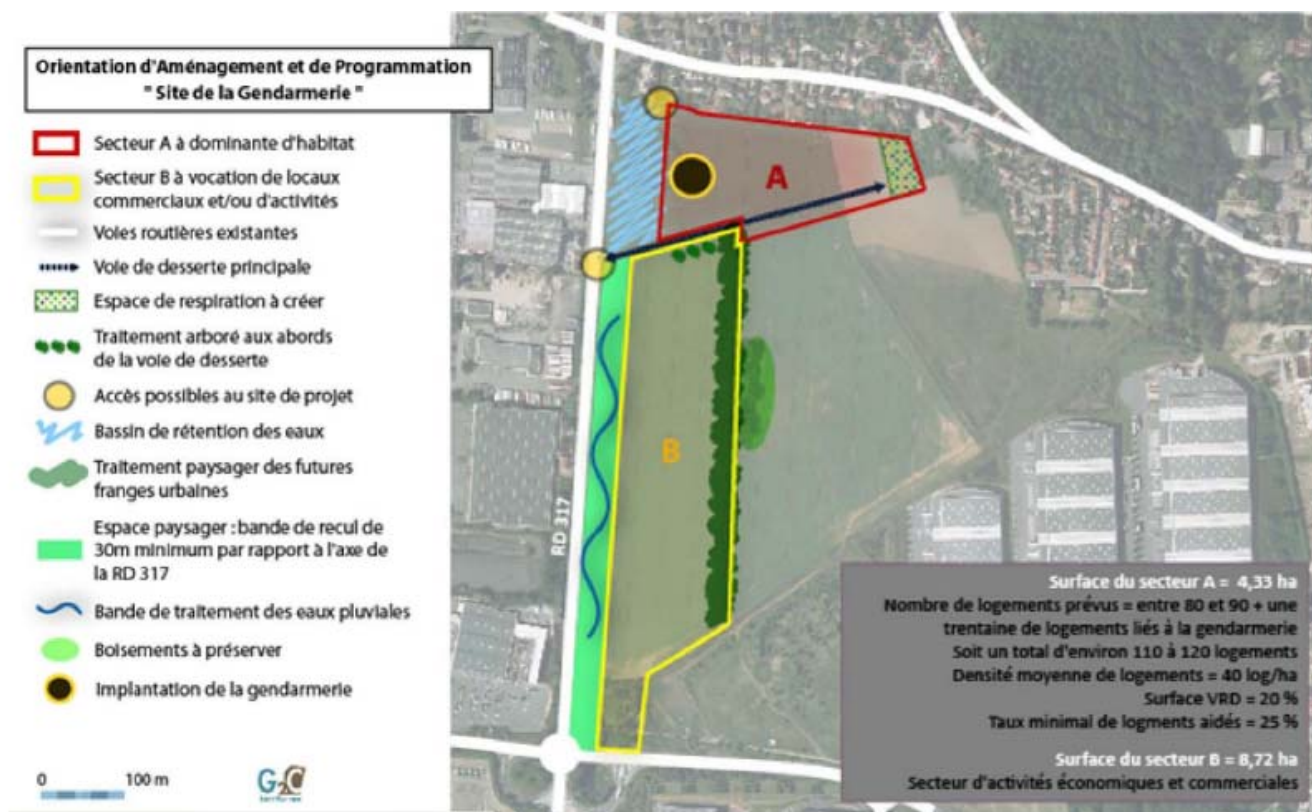 Orientation d'Aménagement et de Programmation
" Site de la Gendarmerie "
Secteur A à dominante d'habitat
Secteur B à vocation de locaux
commerciaux et/ou d'activités
Voies routières existantes
Voie de desserte principale
Espace de respiration à créer
Traitement arboré aux abords
de la voie de desserte
Accès possibles au site de projet
Bassin de rétention des eaux
Traitement paysager des futures
franges urbaines
Espace paysager : bande de recul de
30m minimum par rapport à l'axe de
la RD 317
Bande de traitement des eaux pluviales
Boisements à préserver
Implantation de la gendarmerie
0 100 m
G2C
A
B
RD 317
Surface du secteur A = 4,33 ha
Nombre de logements prévus = entre 80 et 90 + une
trentaine de logements liés à la gendarmerie
Soit un total d'environ 110 à 120 logements
Densité moyenne de logements = 40 log/ha
Surface VRD = 20 %
Taux minimal de logments aidés = 25 %
Surface du secteur B = 8,72 ha
Secteur d'activités économiques et commerciales